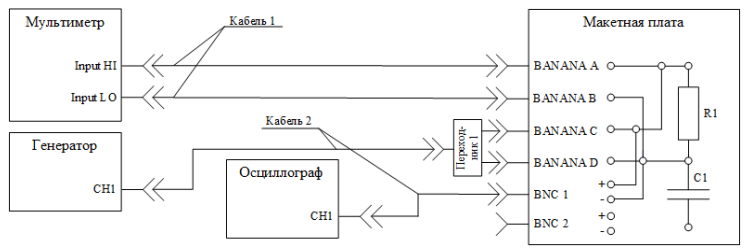 Мультиметр
Кабель 1
Макетная плата
Input HI
BANANA A
Input LO
BANANA B
R1
Генератор
Кабель 2
Переход-
ник 1
BANANA C
BANANA D
Осциллограф
C1
CH1
BNC 1
+
-
CH1
BNC 2
+
-